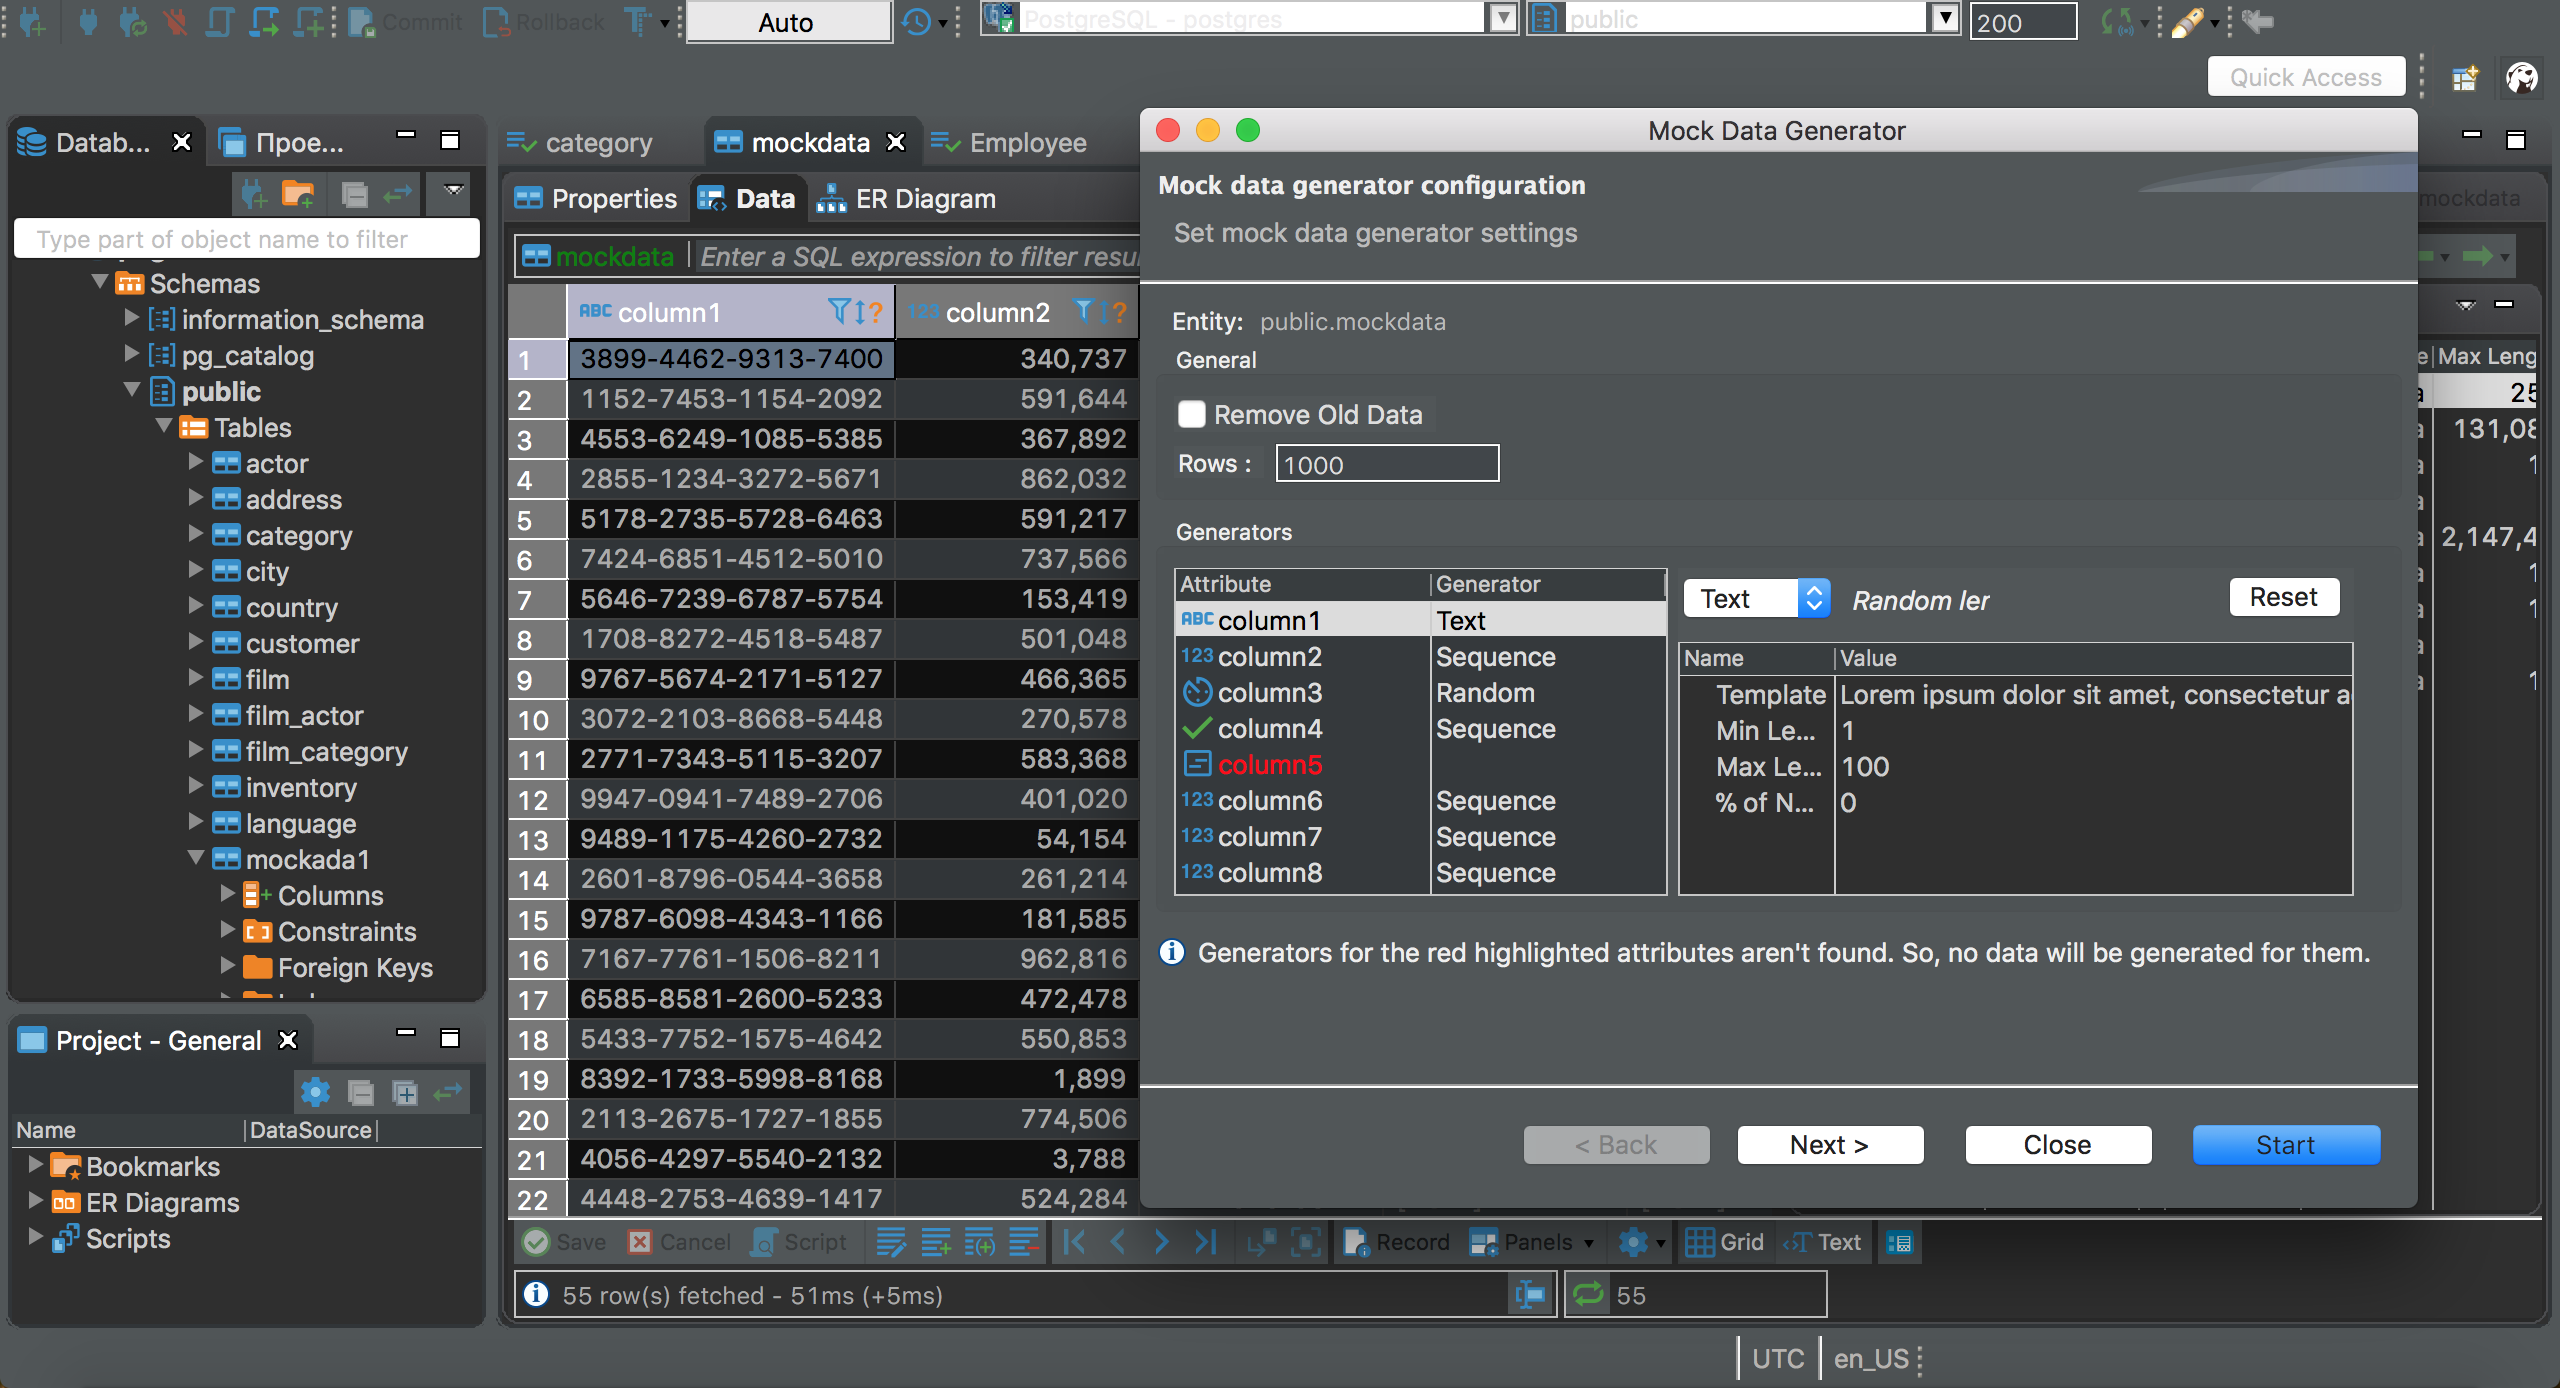 Commit
Rollback
Auto
PostgreSQL - postgres
public
200
Quick Access
Datab...
Прое...
Type part of object name to filter
Schemas
information_schema
pg_catalog
public
Tables
actor
address
category
city
country
customer
film
film_actor
film_category
inventory
language
mockada1
Columns
Constraints
Foreign Keys
Project - General
Name DataSource
Bookmarks
ER Diagrams
Scripts
category
mockdata
Employee
Properties
Data
ER Diagram
mockdata
Enter a SQL expression to filter resu
ABC column1 ? 123 column2 ?
1 3899-4462-9313-7400 340,737
2 1152-7453-1154-2092 591,644
3 4553-6249-1085-5385 367,892
4 2855-1234-3272-5671 862,032
5 5178-2735-5728-6463 591,217
6 7424-6851-4512-5010 737,566
7 5646-7239-6787-5754 153,419
8 1708-8272-4518-5487 501,048
9 9767-5674-2171-5127 466,365
10 3072-2103-8668-5448 270,578
11 2771-7343-5115-3207 583,368
12 9947-0941-7489-2706 401,020
13 9489-1175-4260-2732 54,154
14 2601-8796-0544-3658 261,214
15 9787-6098-4343-1166 181,585
16 7167-7761-1506-8211 962,816
17 6585-8581-2600-5233 472,478
18 5433-7752-1575-4642 550,853
19 8392-1733-5998-8168 1,899
20 2113-2675-1727-1855 774,506
21 4056-4297-5540-2132 3,788
22 4448-2753-4639-1417 524,284
Mock Data Generator
Mock data generator configuration
Set mock data generator settings
Entity: public.mockdata
General
Remove Old Data
Rows : 1000
Generators
Attribute Generator
ABC column1 Text
123 column2 Sequence
column3 Random
column4 Sequence
column5
123 column6 Sequence
123 column7 Sequence
123 column8 Sequence
Text
Random ler
Reset
Name Value
Template Lorem ipsum dolor sit amet, consectetur a
Min Le... 1
Max Le... 100
% of N... 0
Generators for the red highlighted attributes aren't found. So, no data will be generated for them.
< Back
Next >
Close
Start
mockdata
Max Leng
25
131,08
1
2,147,4
1
1
1
Save
Cancel
Script
Record
Panels
Grid
Text
55 row(s) fetched - 51ms (+5ms)
55
UTC
en_US